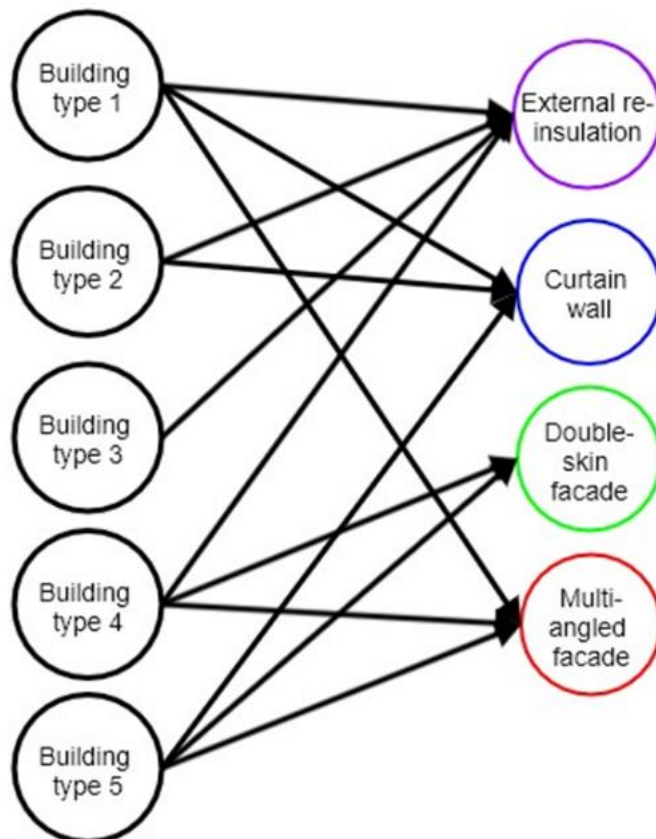 Building
type 1
Building
type 2
Building
type 3
Building
type 4
Building
type 5
External re-
insulation
Curtain
wall
Double-
skin
facade
Multi-
angled
facade